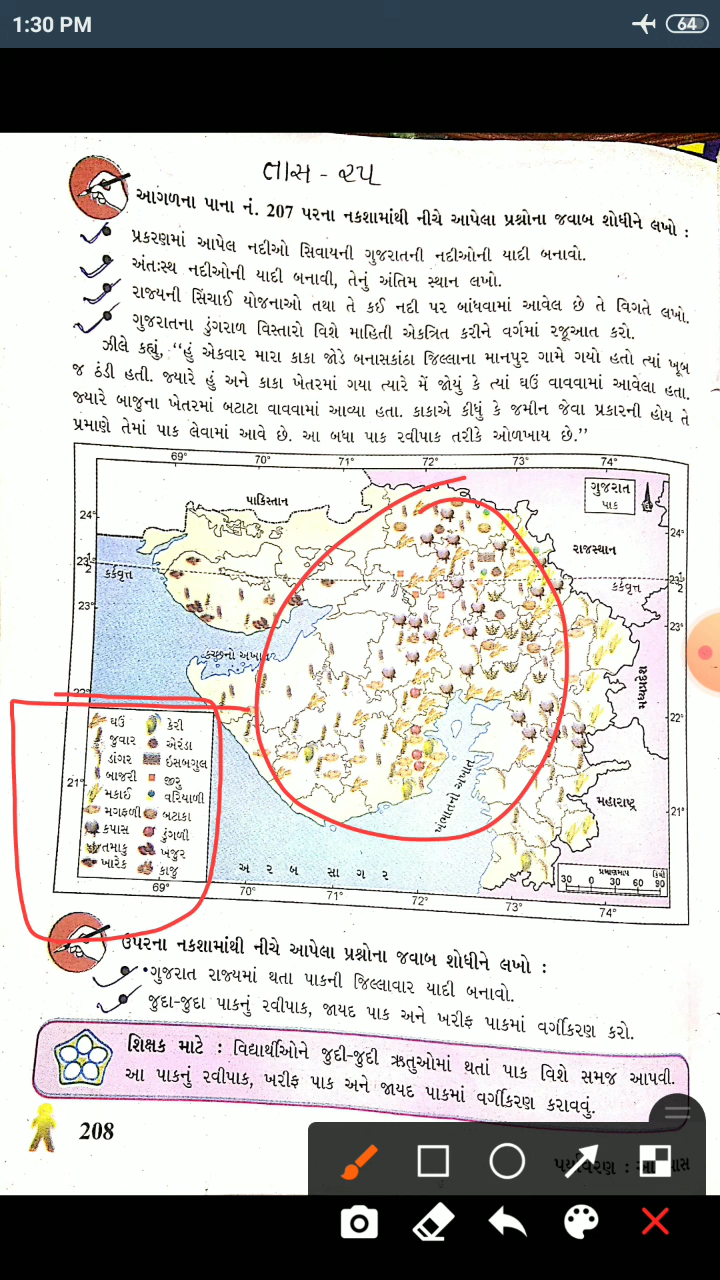 1:30 PM
64
તાસ - ૨૫
આગળના પાના નં. 207 પરના નકશામાંથી નીચે આપેલા પ્રશ્નોના જવાબ શોધીને લખો :
પ્રકરણમાં આપેલ નદીઓ સિવાયની ગુજરાતની નદીઓની યાદી બનાવો.
અંતઃસ્થ નદીઓની યાદી બનાવી, તેનું અંતિમ સ્થાન લખો.
રાજ્યની સિંચાઈ યોજનાઓ તથા તે કઈ નદી પર બાંધવામાં આવેલ છે તે વિગતે લખો.
ગુજરાતના ડુંગરાળ વિસ્તારો વિશે માહિતી એકત્રિત કરીને વર્ગમાં રજૂઆત કરો.
ઝીલે કહ્યું, “હું એકવાર મારા કાકા જોડે બનાસકાંઠા જિલ્લાના માનપુર ગામે ગયો હતો ત્યાં ખૂબ
જ ઠંડી હતી. જ્યારે હું અને કાકા ખેતરમાં ગયા ત્યારે મેં જોયું કે ત્યાં ઘઉં વાવવામાં આવેલા હતા.
જ્યારે બાજુના ખેતરમાં બટાટા વાવવામાં આવ્યા હતા. કાકાએ કીધું કે જમીન જેવા પ્રકારની હોય તે
પ્રમાણે તેમાં પાક લેવામાં આવે છે. આ બધા પાક રવીપાક તરીકે ઓળખાય છે.”
69° 70° 71° 72° 73° 74°
પાકિસ્તાન
ગુજરાત
પાક
24° 24°
રાજસ્થાન
કર્કવૃત્ત કર્કવૃત્ત
23° 23°
કચ્છનો અખાત
મધ્યપ્રદેશ
22° 22°
ઘઉં કેરી
જુવાર એરંડા
ડાંગર ઇસબગુલ
બાજરી જીરુ
મકાઈ વરિયાળી
મગફળી બટાકા
કપાસ ડુંગળી
તમાકુ ખજુર
ખારેક કાજુ
21° 21°
ખંભાતનો અખાત
મહારાષ્ટ્ર
અ ર બ સા ગ ર
પ્રમાણમાપ કિમી
30 0 30 60 90
69° 70° 71° 72° 73° 74°
ઉપરના નકશામાંથી નીચે આપેલા પ્રશ્નોના જવાબ શોધીને લખો :
ગુજરાત રાજ્યમાં થતા પાકની જિલ્લાવાર યાદી બનાવો.
જુદા-જુદા પાકનું રવીપાક, જાયદ પાક અને ખરીફ પાકમાં વર્ગીકરણ કરો.
શિક્ષક માટે : વિદ્યાર્થીઓને જુદી-જુદી ઋતુઓમાં થતાં પાક વિશે સમજ આપવી.
આ પાકનું રવીપાક, ખરીફ પાક અને જાયદ પાકમાં વર્ગીકરણ કરાવવું.
208